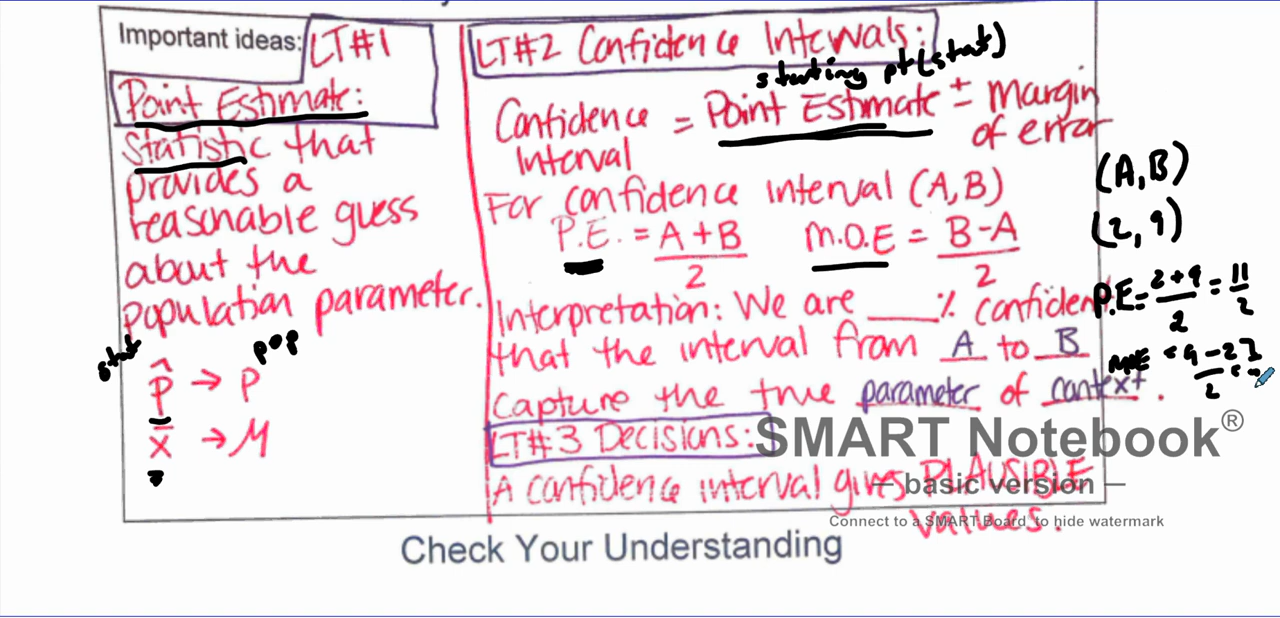 Important ideas: LT#1
Point Estimate:
Statistic that
provides a
reasonable guess
about the
population parameter.
stat
pop
p̂ → p
x̄ → M
LT#2 Confidence Intervals:
starting pt (stat)
Confidence Interval = Point Estimate ± margin of error
For confidence interval (A,B)
P.E. = A + B / 2 M.O.E = B - A / 2
Interpretation: We are ___% confident
that the interval from A to B
capture the true parameter of context.
LT#3 Decisions:
A confidence interval gives PLAUSIBLE
values.
(A, B)
(2, 9)
P.E = 2+9 / 2 = 11 / 2
MOE = 9 - 2 / 2 =
SMART Notebook®
— basic version —
Connect to a SMART Board to hide watermark
Check Your Understanding